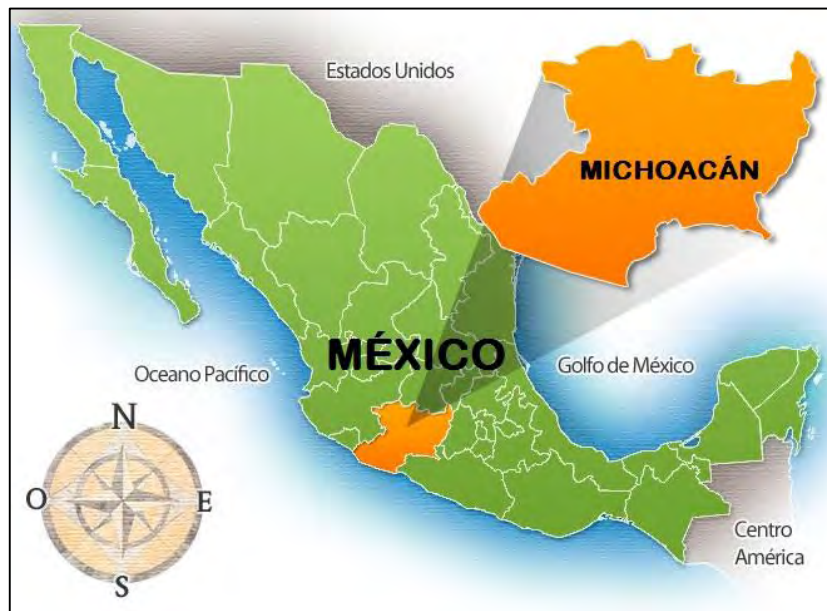 Estados Unidos
MICHOACÁN
MÉXICO
Oceano Pacífico
Golfo de México
N
O
E
S
Centro
América